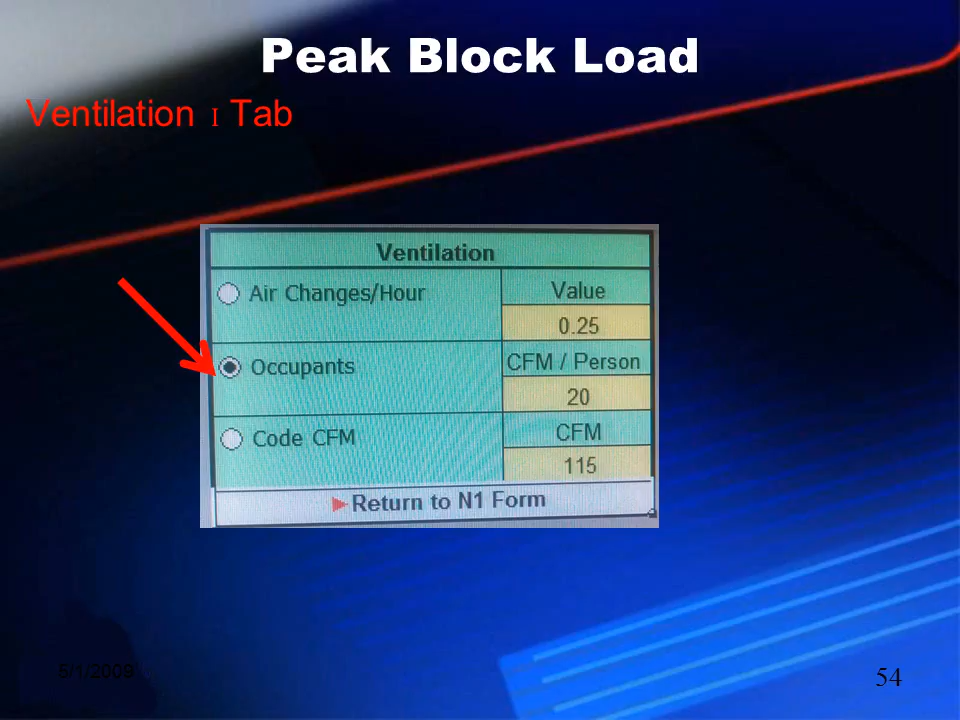 Peak Block Load
Ventilation I Tab
Ventilation
Air Changes/Hour
Value
0.25
Occupants
CFM / Person
20
Code CFM
CFM
115
Return to N1 Form
5/1/2009
54